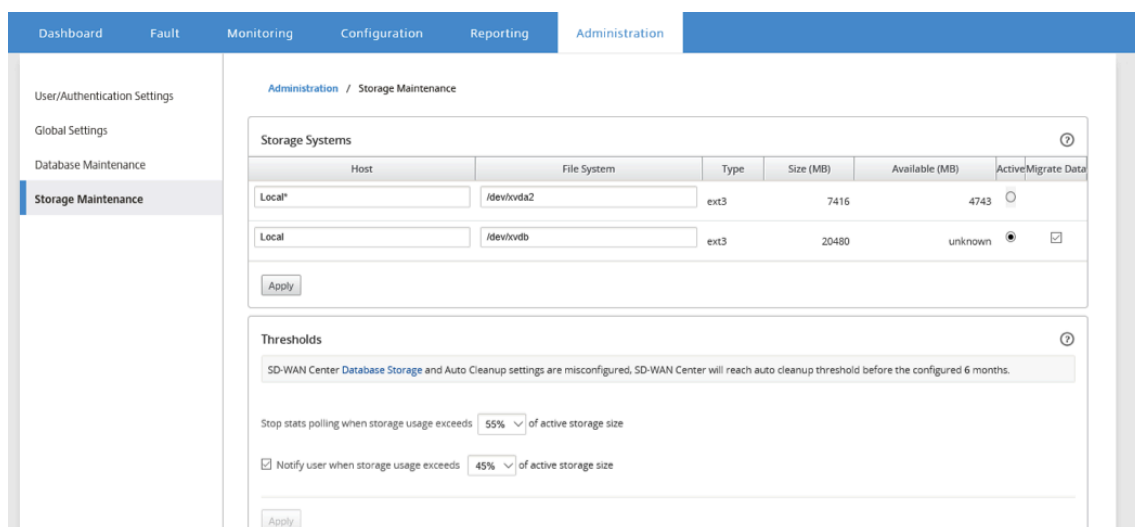 Dashboard Fault Monitoring Configuration Reporting Administration
User/Authentication Settings
Global Settings
Database Maintenance
Storage Maintenance
Administration / Storage Maintenance
Storage Systems
Host File System Type Size (MB) Available (MB) Active Migrate Data
Local* /dev/xvda2 ext3 7416 4743
Local /dev/xvdb ext3 20480 unknown
Apply
Thresholds
SD-WAN Center Database Storage and Auto Cleanup settings are misconfigured, SD-WAN Center will reach auto cleanup threshold before the configured 6 months.
Stop stats polling when storage usage exceeds 55% of active storage size
Notify user when storage usage exceeds 45% of active storage size
Apply